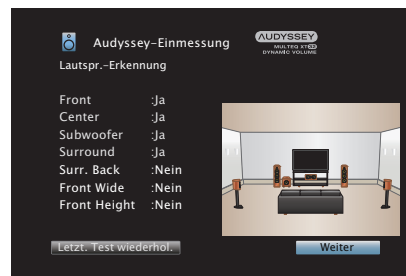 Audyssey-Einmessung
AUDYSSEY
MULTEQ XT32
DYNAMIC VOLUME
Lautspr.-Erkennung
Front :Ja
Center :Ja
Subwoofer :Ja
Surround :Ja
Surr. Back :Nein
Front Wide :Nein
Front Height :Nein
Letzt. Test wiederhol.
Weiter